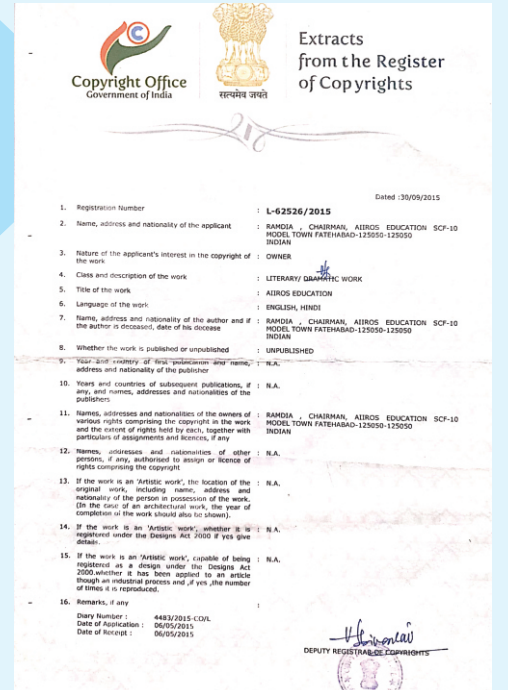 Copyright Office
Government of India
सत्यमेव जयते
Extracts
from the Register
of Copyrights
Dated :30/09/2015
1. Registration Number : L-62526/2015
2. Name, address and nationality of the applicant : RAMDIA , CHAIRMAN, AIIROS EDUCATION SCF-10
MODEL TOWN FATEHABAD-125050-125050
INDIAN
3. Nature of the applicant's interest in the copyright of : OWNER
the work
4. Class and description of the work : LITERARY/ DRAMATIC WORK
5. Title of the work : AIIROS EDUCATION
6. Language of the work : ENGLISH, HINDI
7. Name, address and nationality of the author and if : RAMDIA , CHAIRMAN, AIIROS EDUCATION SCF-10
the author is deceased, date of his decease MODEL TOWN FATEHABAD-125050-125050
INDIAN
8. Whether the work is published or unpublished : UNPUBLISHED
9. Year and country of first publication and name, : N.A.
address and nationality of the publisher
10. Years and countries of subsequent publications, if : N.A.
any, and names, addresses and nationalities of the
publishers
11. Names, addresses and nationalities of the owners of : RAMDIA , CHAIRMAN, AIIROS EDUCATION SCF-10
various rights comprising the copyright in the work MODEL TOWN FATEHABAD-125050-125050
and the extent of rights held by each, together with INDIAN
particulars of assignments and licences, if any
12. Names, addresses and nationalities of other : N.A.
persons, if any, authorised to assign or licence of
rights comprising the copyright
13. If the work is an 'Artistic work', the location of the : N.A.
original work, including name, address and
nationality of the person in possession of the work.
(In the case of an architectural work, the year of
completion of the work should also be shown).
14. If the work is an 'Artistic work', whether it is : N.A.
registered under the Designs Act 2000 if yes give
details.
15. If the work is an 'Artistic work', capable of being : N.A.
registered as a design under the Designs Act
2000.whether it has been applied to an article
though an industrial process and ,if yes ,the number
of times it is reproduced.
16. Remarks, if any :
Diary Number : 4483/2015-CO/L
Date of Application : 06/05/2015
Date of Receipt : 06/05/2015
DEPUTY REGISTRAR OF COPYRIGHTS